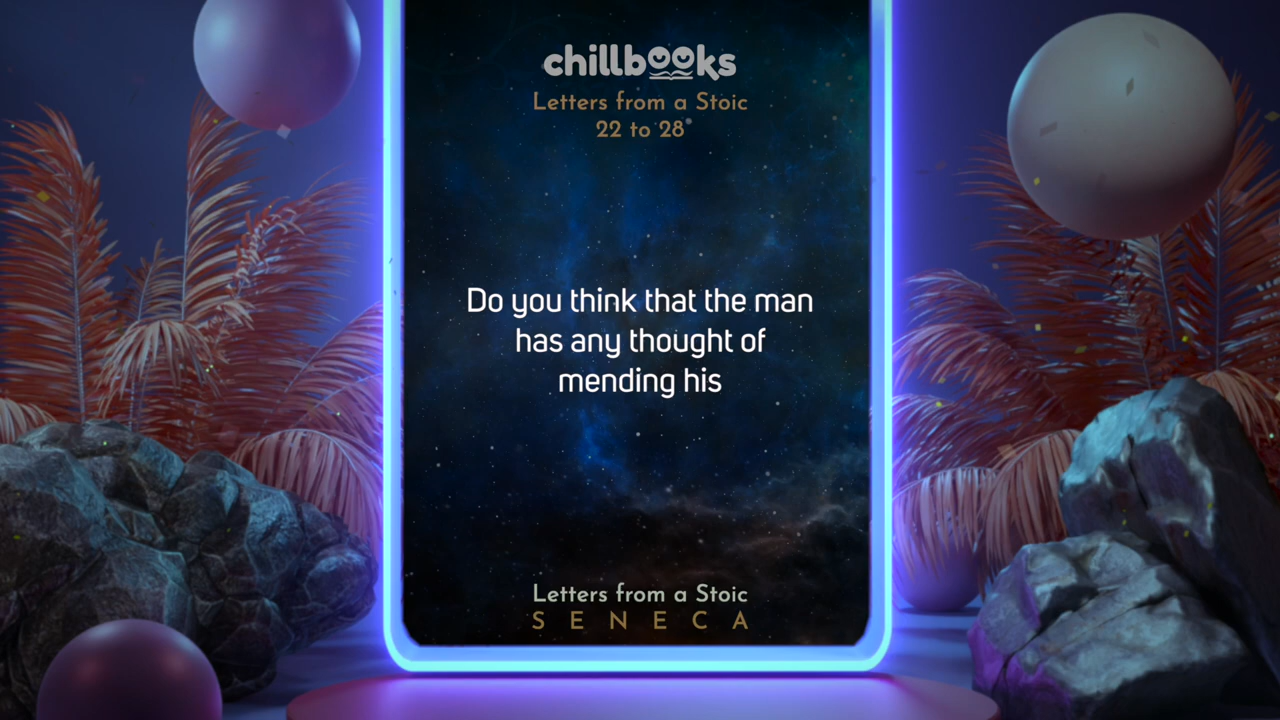 chillbooks
Letters from a Stoic
22 to 28
Do you think that the man
has any thought of
mending his
Letters from a Stoic
SENECA